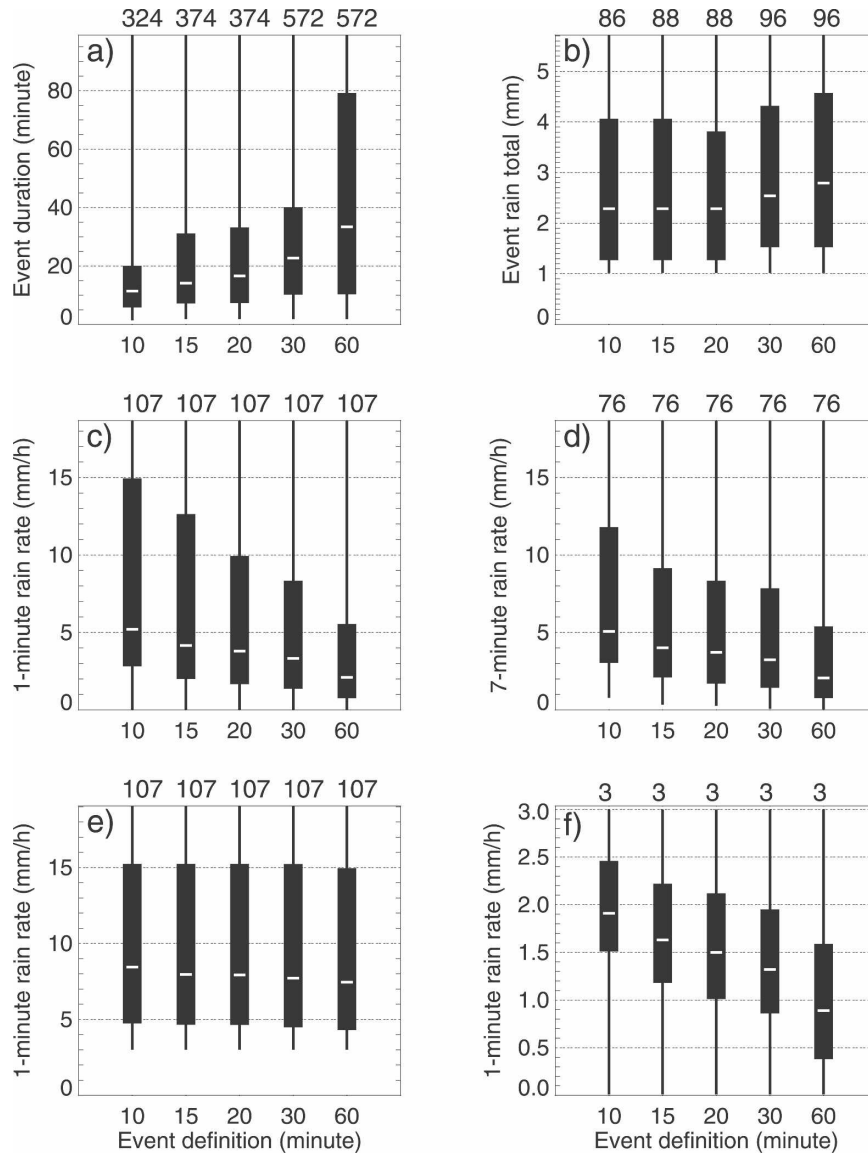 324 374 374 572 572
a)
Event duration (minute)
80
60
40
20
0
10 15 20 30 60
86 88 88 96 96
b)
Event rain total (mm)
5
4
3
2
1
0
10 15 20 30 60
107 107 107 107 107
c)
1-minute rain rate (mm/h)
15
10
5
0
10 15 20 30 60
76 76 76 76 76
d)
7-minute rain rate (mm/h)
15
10
5
0
10 15 20 30 60
107 107 107 107 107
e)
1-minute rain rate (mm/h)
15
10
5
0
10 15 20 30 60
Event definition (minute)
3 3 3 3 3
f)
1-minute rain rate (mm/h)
3.0
2.5
2.0
1.5
1.0
0.5
0.0
10 15 20 30 60
Event definition (minute)